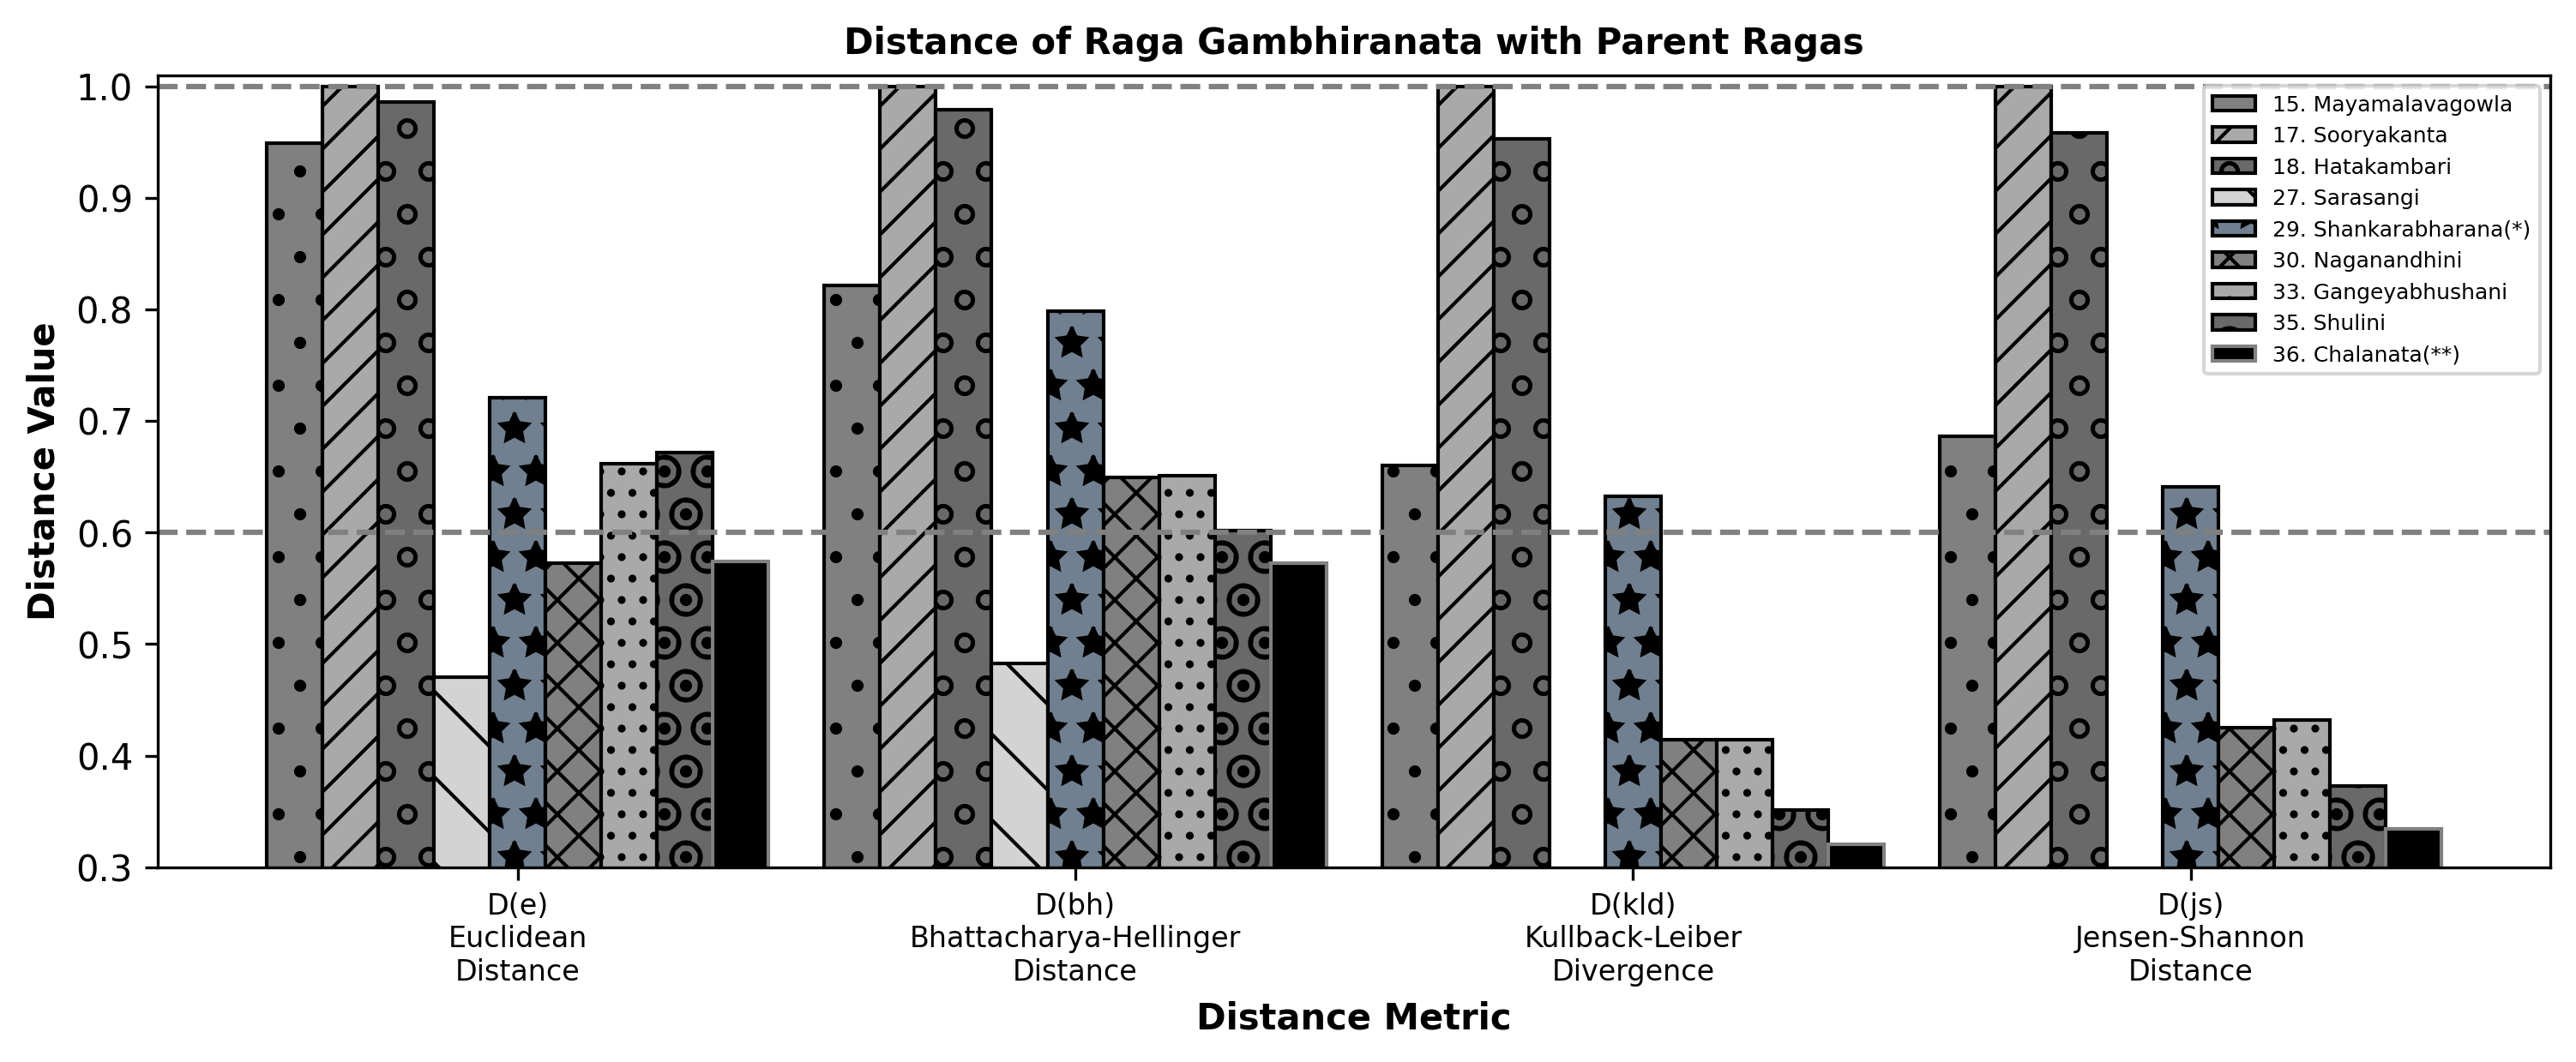 Distance of Raga Gambhiranata with Parent Ragas
Distance Value
1.0
0.9
0.8
0.7
0.6
0.5
0.4
0.3
15. Mayamalavagowla
17. Sooryakanta
18. Hatakambari
27. Sarasangi
29. Shankarabharana(*)
30. Naganandhini
33. Gangeyabhushani
35. Shulini
36. Chalanata(**)
D(e)
Euclidean
Distance
D(bh)
Bhattacharya-Hellinger
Distance
D(kld)
Kullback-Leiber
Divergence
D(js)
Jensen-Shannon
Distance
Distance Metric